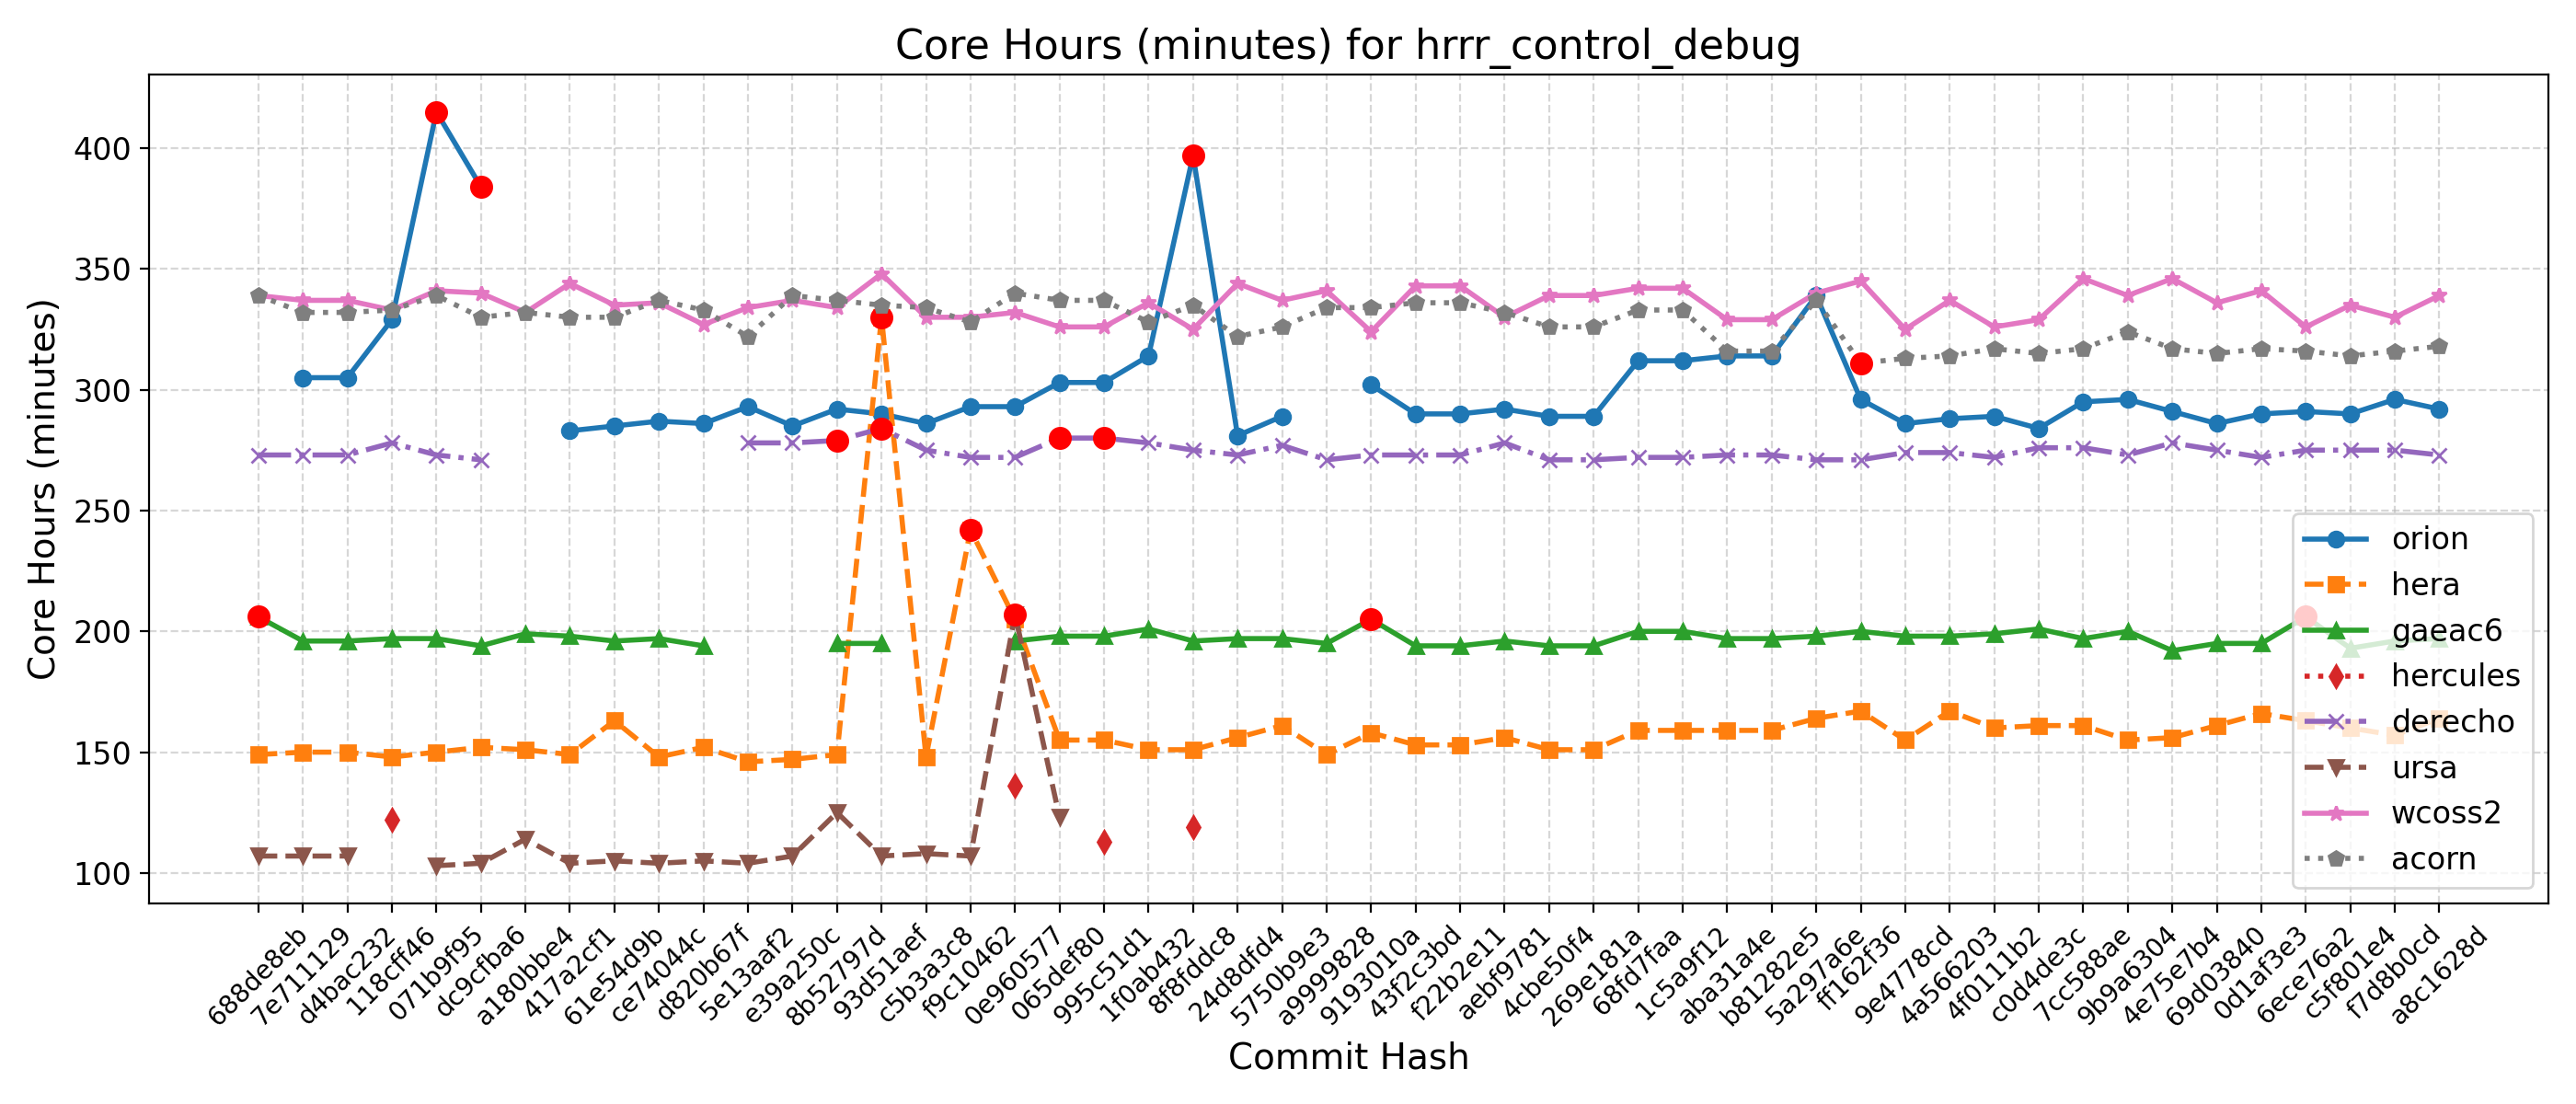 Core Hours (minutes) for hrrr_control_debug
Core Hours (minutes)
400
350
300
250
200
150
100
orion
hera
gaeac6
hercules
derecho
ursa
wcoss2
acorn
688de8eb
7e711129
d4bac232
118cff46
071b9f95
dc9cfba6
a180bbe4
417a2cf1
61e54d9b
ce74044c
d820b67f
5e13aaf2
e39a250c
8b52797d
93d51aef
c5b3a3c8
f9c10462
0e960577
065def80
995c51d1
1f0ab432
8f8fddc8
24d8dfd4
5750b9e3
a9999828
9193010a
43f2c3bd
f22b2e11
aebf9781
4cbe50f4
269e181a
68fd7faa
1c5a9f12
aba31a4e
b81282e5
5a297a6e
ff162f36
9e4778cd
4a566203
4f0111b2
c0d4de3c
7cc588ae
9b9a6304
4e75e7b4
69d03840
0d1af3e3
6ece76a2
c5f801e4
f7d8b0cd
a8c1628d
Commit Hash